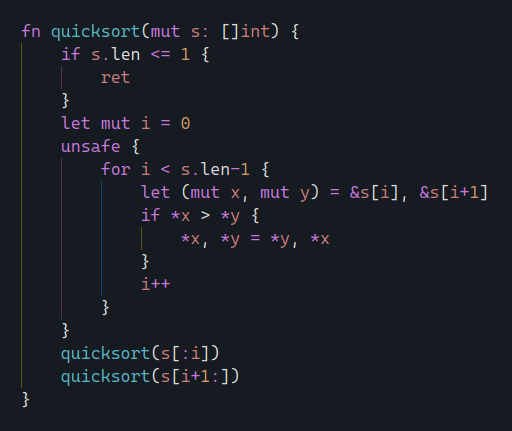 fn quicksort(mut s: []int) {
    if s.len <= 1 {
        ret
    }
    let mut i = 0
    unsafe {
        for i < s.len-1 {
            let (mut x, mut y) = &s[i], &s[i+1]
            if *x > *y {
                *x, *y = *y, *x
            }
            i++
        }
    }
    quicksort(s[:i])
    quicksort(s[i+1:])
}